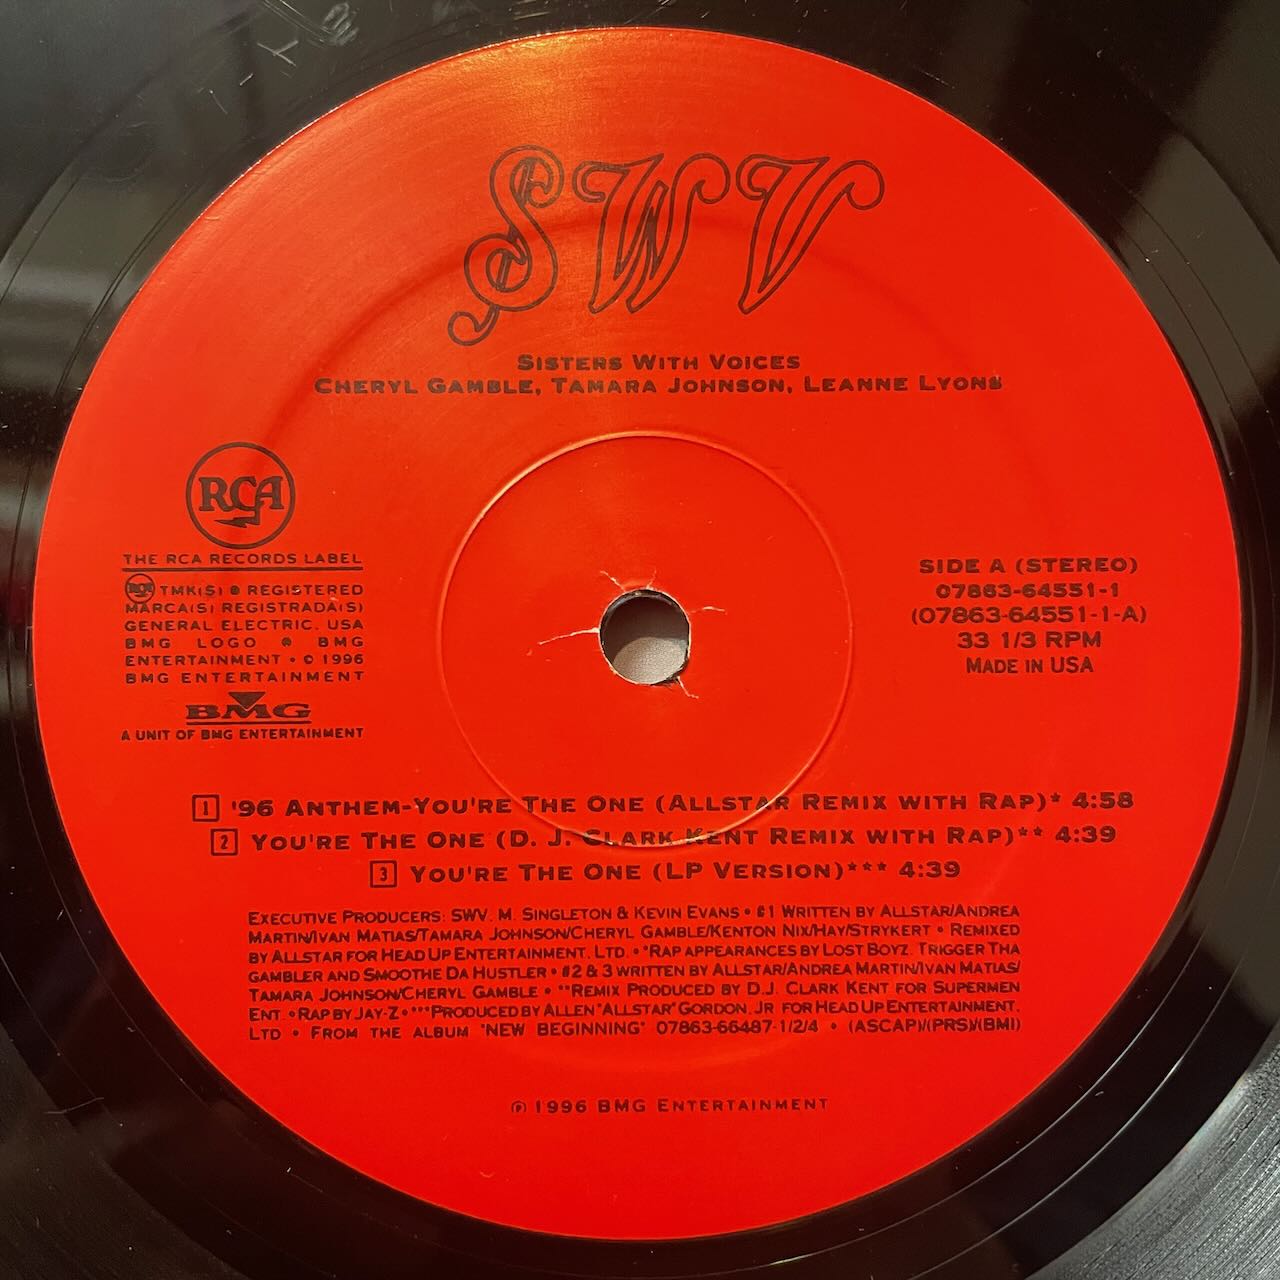 SWV
SISTERS WITH VOICES
CHERYL GAMBLE, TAMARA JOHNSON, LEANNE LYONS
RCA
THE RCA RECORDS LABEL
RCA TMK(S) ® REGISTERED
MARCA(S) REGISTRADA(S)
GENERAL ELECTRIC, USA
BMG LOGO ® BMG
ENTERTAINMENT • © 1996
BMG ENTERTAINMENT
BMG
A UNIT OF BMG ENTERTAINMENT
SIDE A (STEREO)
07863-64551-1
(07863-64551-1-A)
33 1/3 RPM
MADE IN USA
1 '96 ANTHEM-YOU'RE THE ONE (ALLSTAR REMIX WITH RAP)* 4:58
2 YOU'RE THE ONE (D. J. CLARK KENT REMIX WITH RAP)** 4:39
3 YOU'RE THE ONE (LP VERSION)*** 4:39
EXECUTIVE PRODUCERS: SWV, M. SINGLETON & KEVIN EVANS • #1 WRITTEN BY ALLSTAR/ANDREA
MARTIN/IVAN MATIAS/TAMARA JOHNSON/CHERYL GAMBLE/KENTON NIX/HAY/STRYKERT • REMIXED
BY ALLSTAR FOR HEAD UP ENTERTAINMENT, LTD. • *RAP APPEARANCES BY LOST BOYZ, TRIGGER THA
GAMBLER AND SMOOTHE DA HUSTLER • #2 & 3 WRITTEN BY ALLSTAR/ANDREA MARTIN/IVAN MATIAS/
TAMARA JOHNSON/CHERYL GAMBLE • **REMIX PRODUCED BY D.J. CLARK KENT FOR SUPERMEN
ENT. • RAP BY JAY-Z • ***PRODUCED BY ALLEN "ALLSTAR" GORDON, JR FOR HEAD UP ENTERTAINMENT,
LTD • FROM THE ALBUM "NEW BEGINNING" 07863-66487-1/2/4 • (ASCAP)/(PRS)/(BMI)
℗ 1996 BMG ENTERTAINMENT